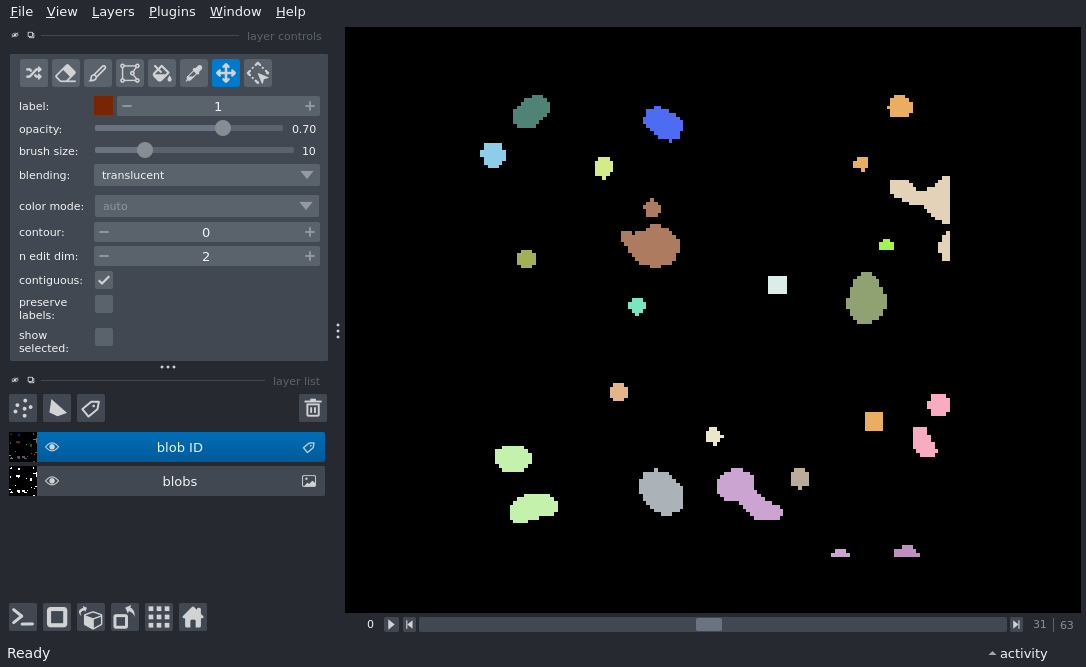 File View Layers Plugins Window Help
layer controls
label: 1
opacity: 0.70
brush size: 10
blending: translucent
color mode: auto
contour: 0
n edit dim: 2
contiguous:
preserve
labels:
show
selected:
layer list
blob ID
blobs
0 31 63
Ready activity